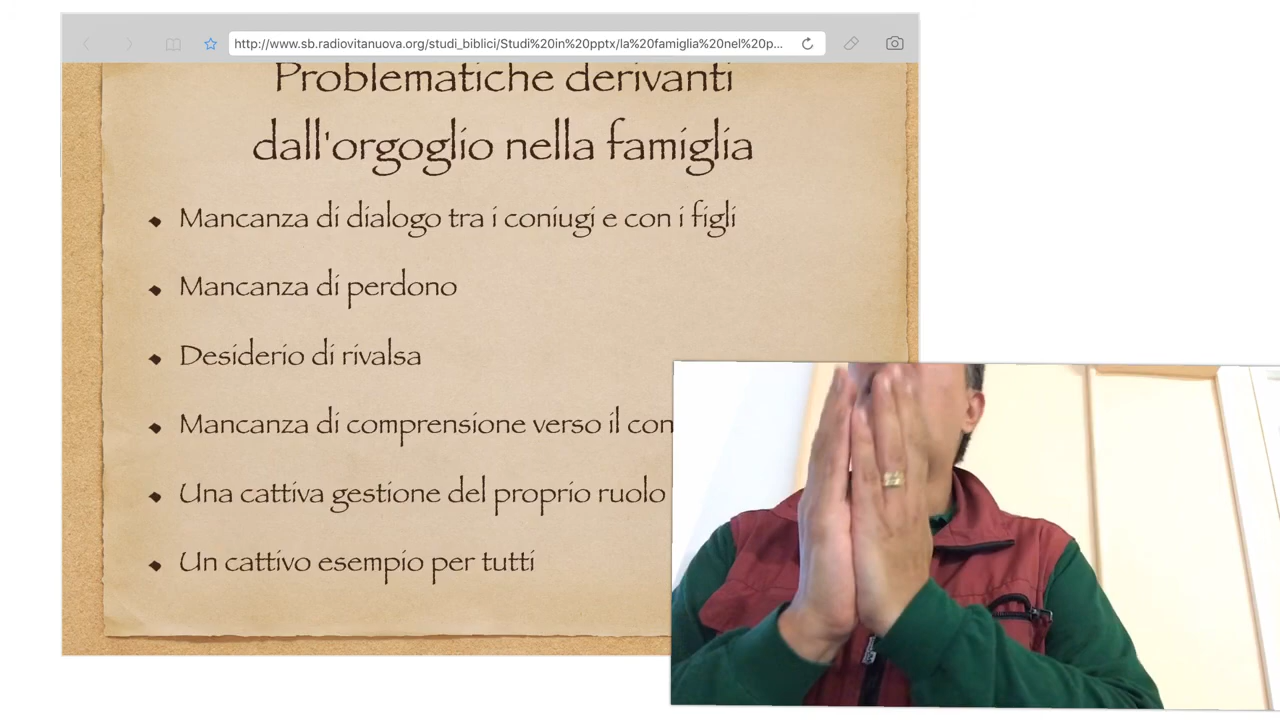 http://www.sb.radiovitanuova.org/studi_biblici/Studi%20in%20pptx/la%20famiglia%20nel%20p...
Problematiche derivanti
dall'orgoglio nella famiglia
Mancanza di dialogo tra i coniugi e con i figli
Mancanza di perdono
Desiderio di rivalsa
Mancanza di comprensione verso il
Una cattiva gestione del proprio ruolo
Un cattivo esempio per tutti